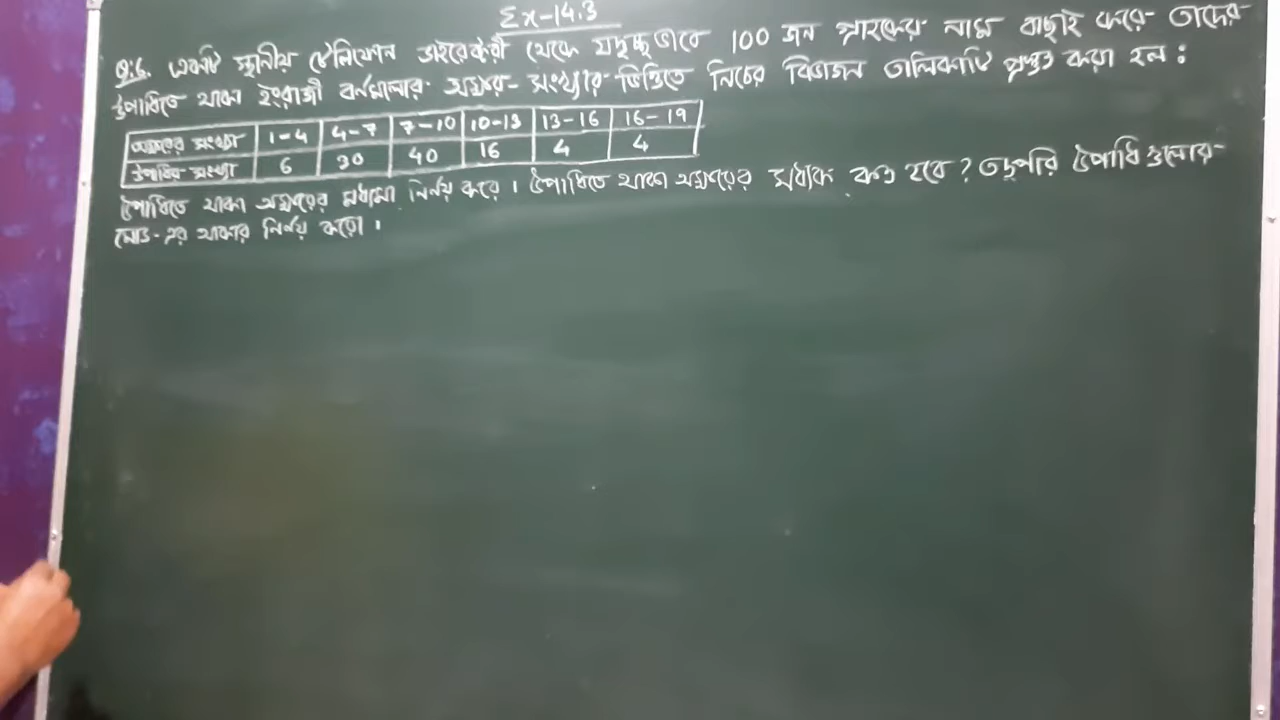 Ex-14.3
Q.6. একটি স্থানীয় টেলিফোন ডাইরেক্টরী থেকে যদৃচ্ছভাবে 100 জন গ্রাহকের নাম বাছাই করে তাদের
উপাধিতে থাকা ইংরাজী বর্নমালার অক্ষর-সংখ্যার ভিত্তিতে নিচের বিভাজন তালিকাটি প্রস্তুত করা হল :
অক্ষরের সংখ্যা 1-4 4-7 7-10 10-13 13-16 16-19
উপাধির সংখ্যা 6 30 40 16 4 4
উপাধিতে থাকা অক্ষরের মধ্যমা নির্ণয় করে। উপাধিতে থাকা অক্ষরের মধ্যক কত হবে? তদুপরি উপাধি গুলোর
মোড-এর আকার নির্ণয় করো।